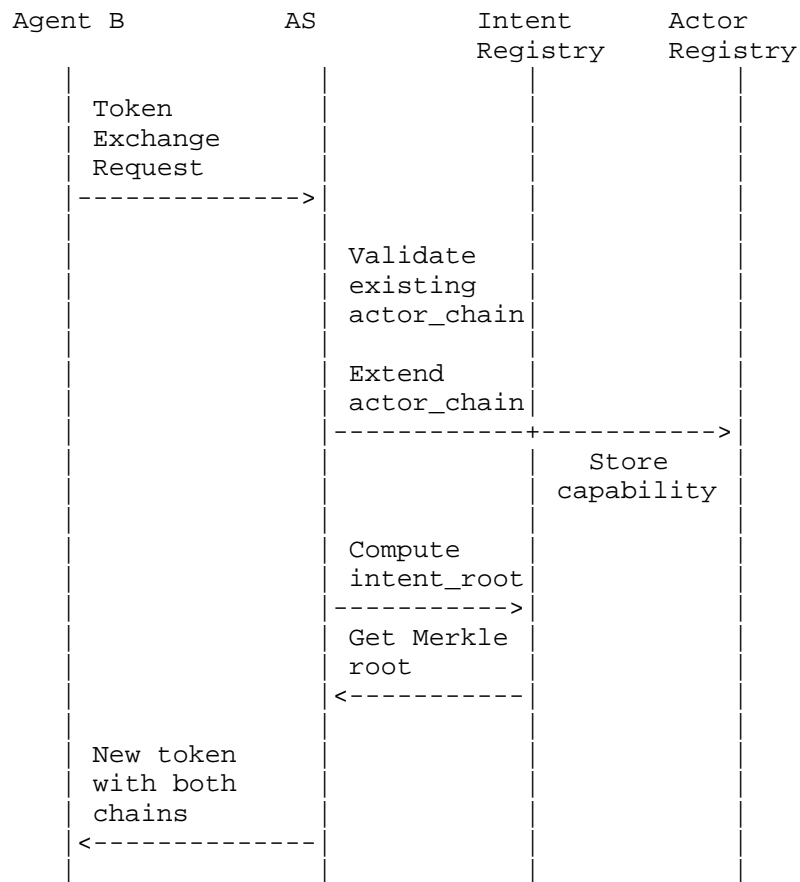 Agent B AS Intent Actor
Registry Registry
Token
Exchange
Request
Validate
existing
actor_chain
Extend
actor_chain
Store
capability
Compute
intent_root
Get Merkle
root
New token
with both
chains